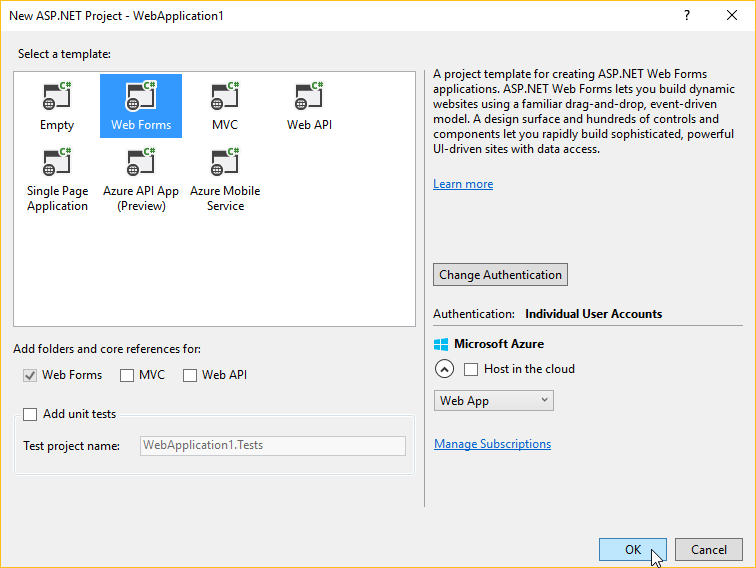 New ASP.NET Project - WebApplication1
?
Select a template:
C# C# C# C#
Empty Web Forms MVC Web API
C# C# C#
Single Page Application
Azure API App (Preview)
Azure Mobile Service
A project template for creating ASP.NET Web Forms
applications. ASP.NET Web Forms lets you build dynamic
websites using a familiar drag-and-drop, event-driven
model. A design surface and hundreds of controls and
components let you rapidly build sophisticated, powerful
UI-driven sites with data access.
Learn more
Change Authentication
Authentication: Individual User Accounts
Microsoft Azure
Host in the cloud
Web App
Manage Subscriptions
Add folders and core references for:
Web Forms MVC Web API
Add unit tests
Test project name: WebApplication1.Tests
OK Cancel